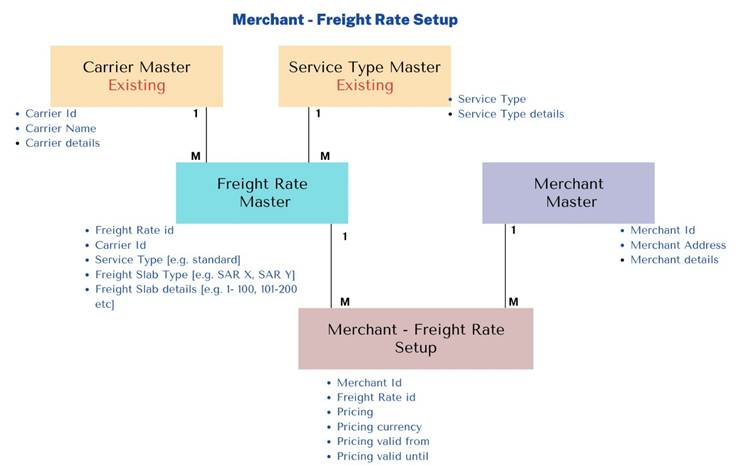 Merchant - Freight Rate Setup
Carrier Master
Existing
Service Type Master
Existing
Carrier Id
Carrier Name
Carrier details
1
1
Service Type
Service Type details
M
M
Freight Rate
Master
Merchant
Master
Freight Rate id
Carrier Id
Service Type [e.g. standard]
Freight Slab Type [e.g. SAR X, SAR Y]
Freight Slab details [e.g. 1- 100, 101-200
etc]
1
1
Merchant Id
Merchant Address
Merchant details
M
M
Merchant - Freight Rate
Setup
Merchant Id
Freight Rate id
Pricing
Pricing currency
Pricing valid from
Pricing valid until